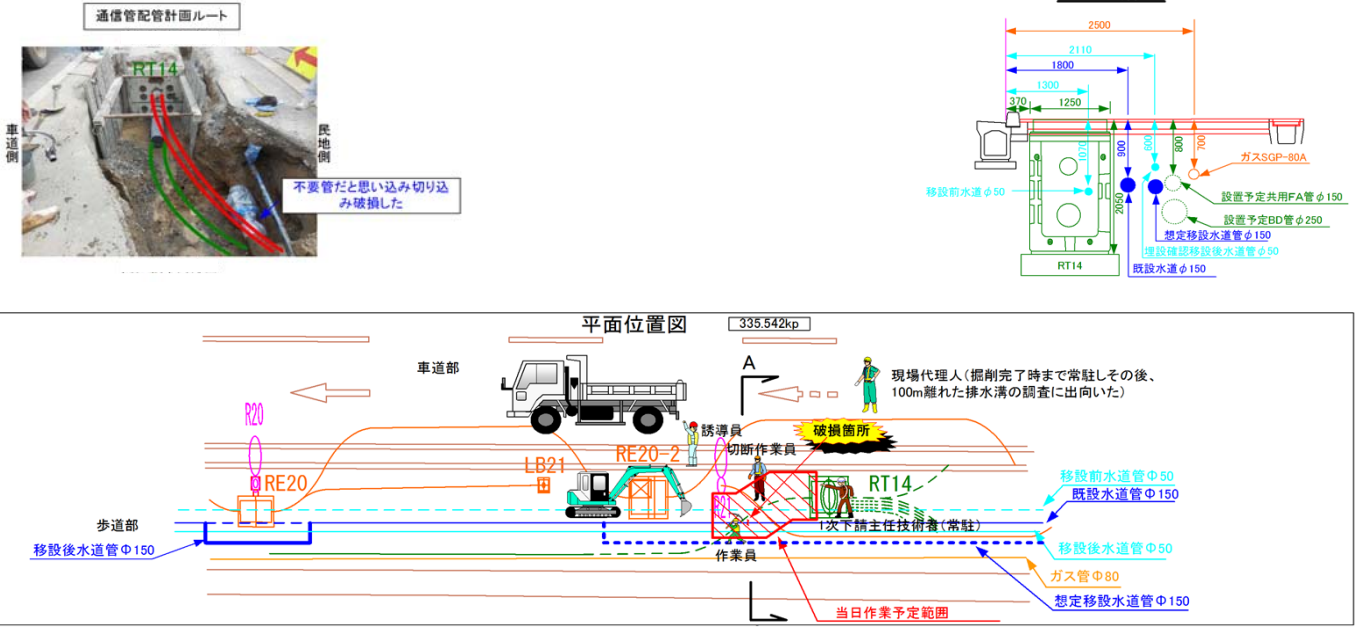 通信管配管計画ルート
RT14
車道側
民地側
不要管だと思い込み切り込
み破損した
2500
2110
1800
1300
370
1250
1070
900
600
800
700
2050
ガスSGP-80A
移設前水道φ50
設置予定共用FA管φ150
設置予定BD管φ250
想定移設水道管φ150
埋設確認移設後水道管φ50
既設水道φ150
RT14
平面位置図
335.542kp
車道部
A
現場代理人(掘削完了時まで常駐しその後、
100m離れた排水溝の調査に出向いた)
R20
誘導員
破損箇所
切断作業員
RE20-2
LB21
RE20
RT14
R21
移設前水道管Φ50
既設水道管Φ150
歩道部
1次下請主任技術者(常駐)
移設後水道管Φ150
作業員
移設後水道管Φ50
ガス管Φ80
想定移設水道管Φ150
当日作業予定範囲